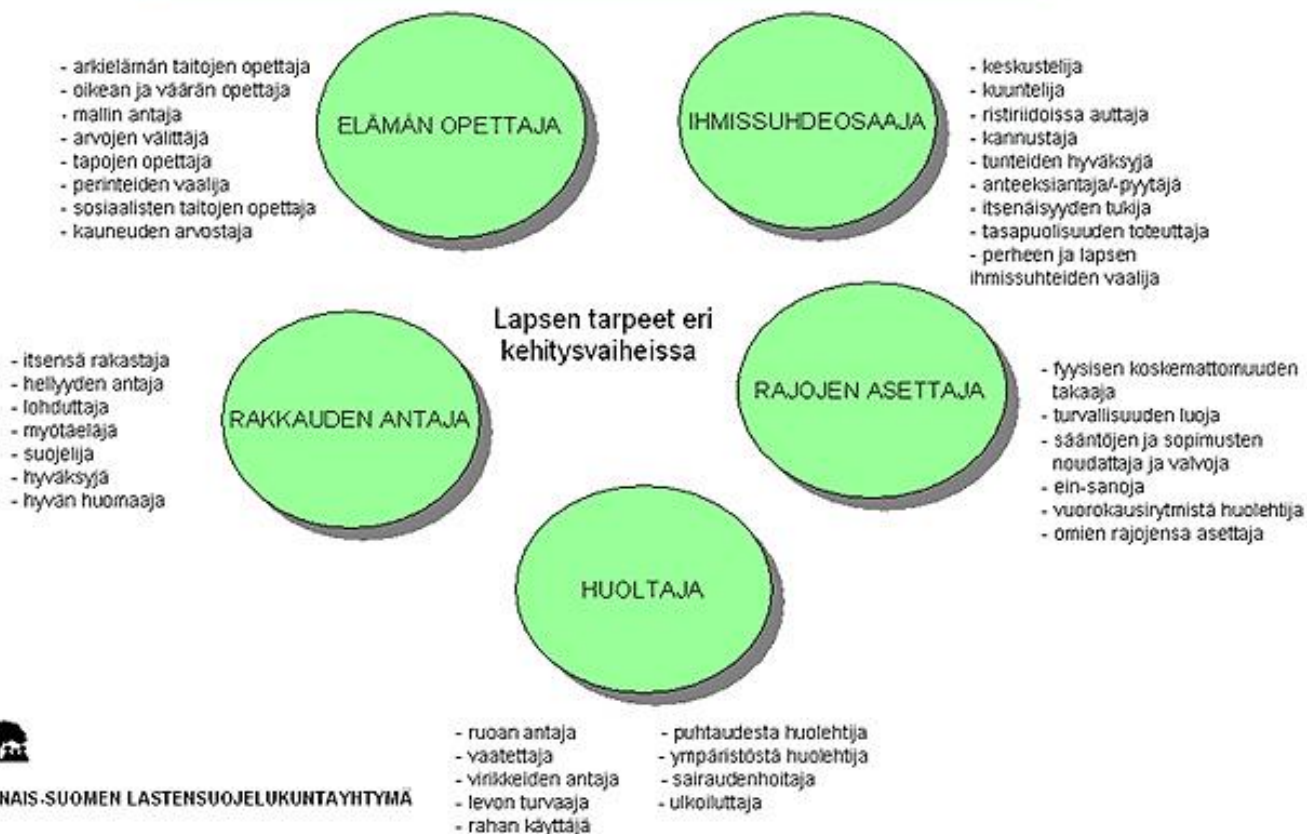 - arkielämän taitojen opettaja
- oikean ja väärän opettaja
- mallin antaja
- arvojen välittäjä
- tapojen opettaja
- perinteiden vaalija
- sosiaalisten taitojen opettaja
- kauneuden arvostaja
ELÄMÄN OPETTAJA
IHMISSUHDEOSAAJA
- keskustelija
- kuuntelija
- ristiriidoissa auttaja
- kannustaja
- tunteiden hyväksyjä
- anteeksiantaja/-pyytäjä
- itsenäisyyden tukija
- tasapuolisuuden toteuttaja
- perheen ja lapsen
ihmissuhteiden vaalija
Lapsen tarpeet eri
kehitysvaiheissa
- itsensä rakastaja
- hellyyden antaja
- lohduttaja
- myötäeläjä
- suojelija
- hyväksyjä
- hyvän huomaaja
RAKKAUDEN ANTAJA
RAJOJEN ASETTAJA
- fyysisen koskemattomuuden
takaaja
- turvallisuuden luoja
- sääntöjen ja sopimusten
noudattaja ja valvoja
- ein-sanoja
- vuorokausirytmistä huolehtija
- omien rajojensa asettaja
HUOLTAJA
- ruoan antaja
- vaatettaja
- virikkeiden antaja
- levon turvaaja
- rahan käyttäjä
- puhtaudesta huolehtija
- ympäristöstä huolehtija
- sairaudenhoitaja
- ulkoiluttaja
NAIS-SUOMEN LASTENSUOJELUKUNTAYHTYMÄ